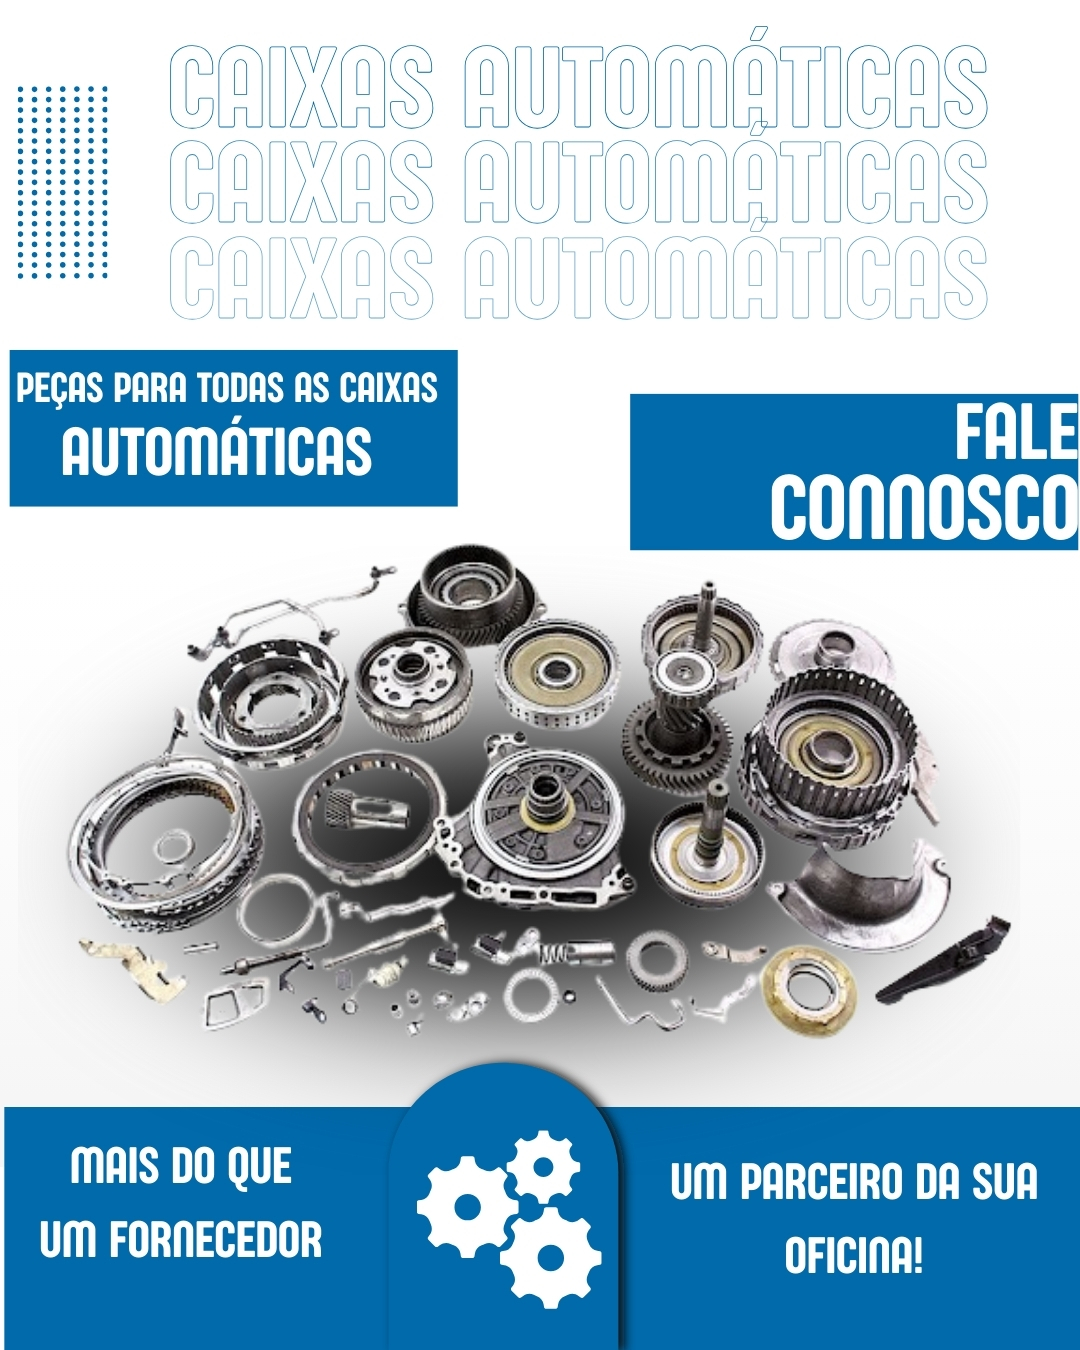 CAIXAS AUTOMÁTICAS
CAIXAS AUTOMÁTICAS
CAIXAS AUTOMÁTICAS
PEÇAS PARA TODAS AS CAIXAS
AUTOMÁTICAS
FALE
CONNOSCO
MAIS DO QUE
UM FORNECEDOR
UM PARCEIRO DA SUA
OFICINA!